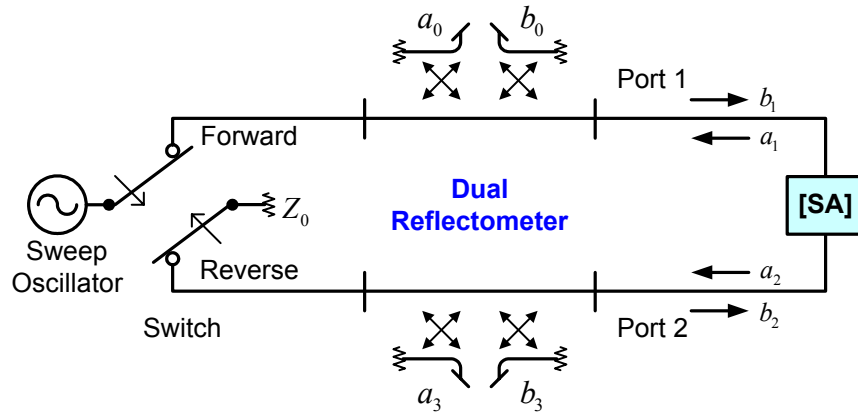 a₀
b₀
Port 1
b₁
a₁
Forward
Dual
Reflectometer
[SA]
Z₀
Sweep
Oscillator
Reverse
a₂
b₂
Switch
Port 2
a₃
b₃